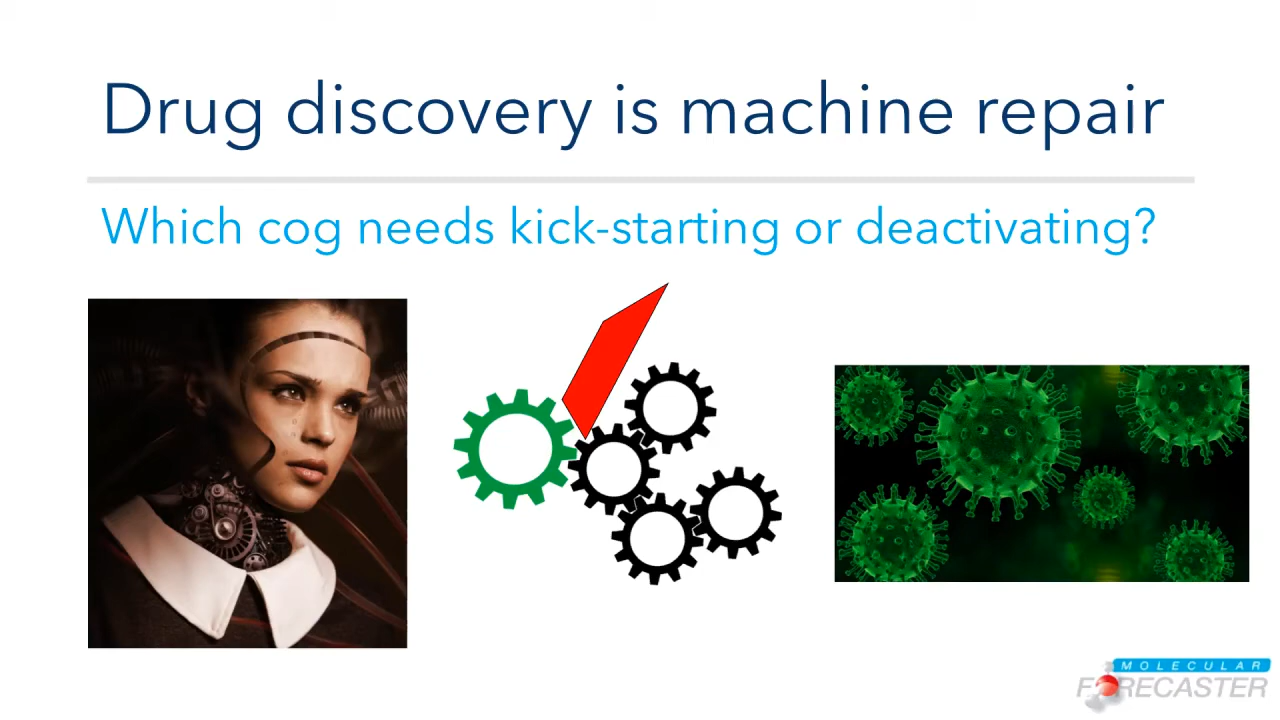 Drug discovery is machine repair
Which cog needs kick-starting or deactivating?
MOLECULAR
FORECASTER